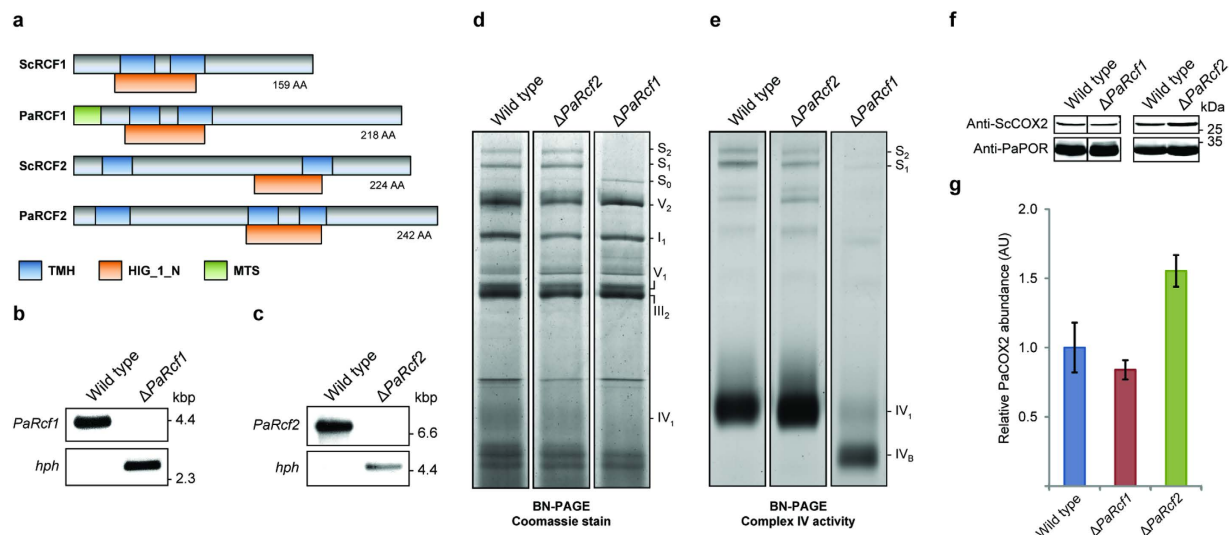 a
ScRCF1
159 AA
PaRCF1
218 AA
ScRCF2
224 AA
PaRCF2
242 AA
TMH HIG_1_N MTS
b
Wild type ΔPaRcf1
kbp
PaRcf1 4.4
hph 2.3
c
Wild type ΔPaRcf2
kbp
PaRcf2 6.6
hph 4.4
d
Wild type ΔPaRcf2 ΔPaRcf1
S2
S1
S0
V2
I1
V1
III2
IV1
BN-PAGE
Coomassie stain
e
Wild type ΔPaRcf2 ΔPaRcf1
S2
S1
IV1
IVB
BN-PAGE
Complex IV activity
f
Wild type ΔPaRcf1 Wild type ΔPaRcf2
kDa
Anti-ScCOX2 25
35
Anti-PaPOR
g
Relative PaCOX2 abundance (AU)
2.0
1.5
1.0
0.5
0
Wild type ΔPaRcf1 ΔPaRcf2